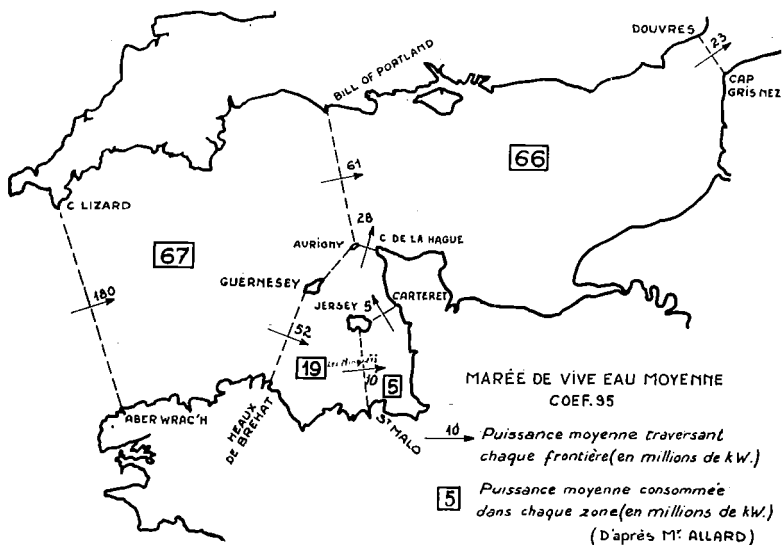 DOUVRES
23
CAP
GRIS NEZ
BILL OF PORTLAND
66
61
C LIZARD
28
AURIGNY
C DE LA HAGUE
67
GUERNESEY
JERSEY
5
CARTERET
180
52
19
10
5
ABER WRAC'H
HEAUX
DE BREHAT
ST MALO
MARÉE DE VIVE EAU MOYENNE
COEF. 95
10 Puissance moyenne traversant
chaque frontière (en millions de kW.)
5 Puissance moyenne consommée
dans chaque zone (en millions de kW.)
(D'après Mr ALLARD)